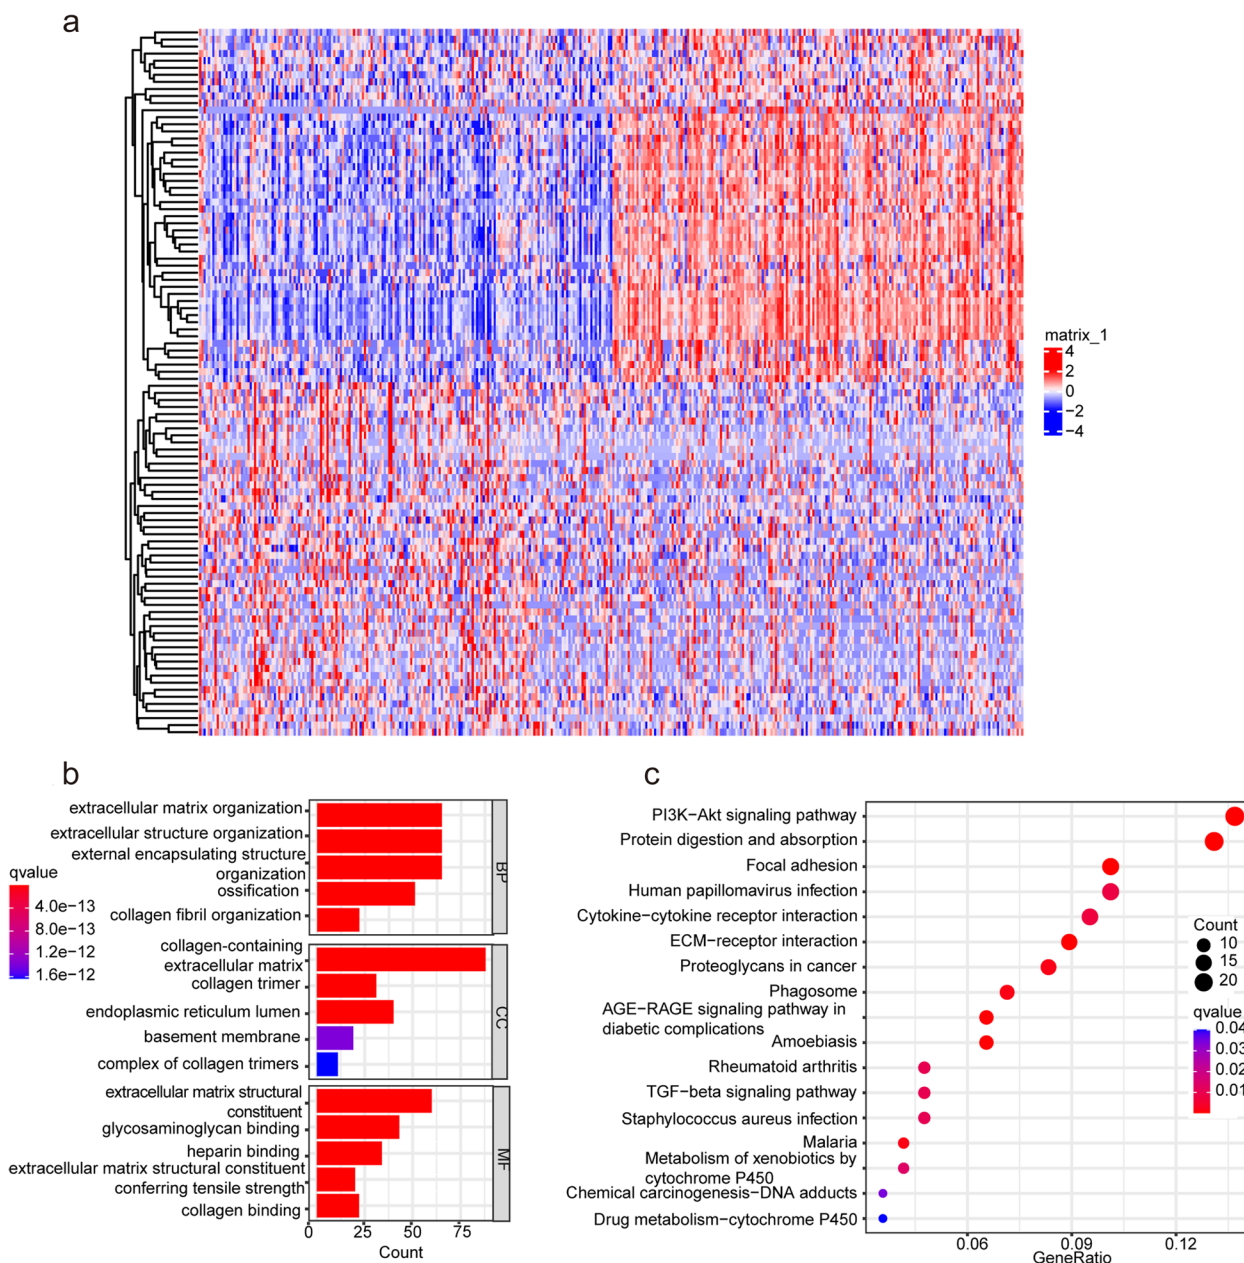 a
matrix_1
4
2
0
−2
−4
b
extracellular matrix organization
extracellular structure organization
external encapsulating structure
organization
ossification
collagen fibril organization
BP
collagen-containing
extracellular matrix
collagen trimer
endoplasmic reticulum lumen
basement membrane
complex of collagen trimers
CC
extracellular matrix structural
constituent
glycosaminoglycan binding
heparin binding
extracellular matrix structural constituent
conferring tensile strength
collagen binding
MF
qvalue
4.0e−13
8.0e−13
1.2e−12
1.6e−12
0
25
50
75
Count
c
PI3K−Akt signaling pathway
Protein digestion and absorption
Focal adhesion
Human papillomavirus infection
Cytokine−cytokine receptor interaction
ECM−receptor interaction
Proteoglycans in cancer
Phagosome
AGE−RAGE signaling pathway in
diabetic complications
Amoebiasis
Rheumatoid arthritis
TGF−beta signaling pathway
Staphylococcus aureus infection
Malaria
Metabolism of xenobiotics by
cytochrome P450
Chemical carcinogenesis−DNA adducts
Drug metabolism−cytochrome P450
Count
10
15
20
qvalue
0.04
0.03
0.02
0.01
0.06
0.09
0.12
GeneRatio